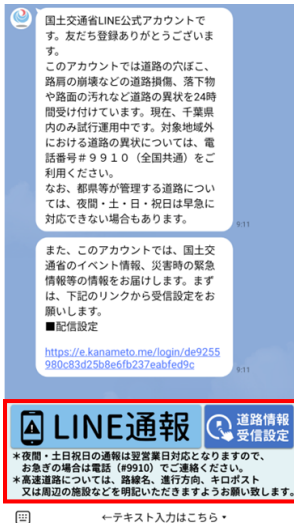 国土交通省LINE公式アカウントで
す。友だち登録ありがとうございま
す。
このアカウントでは道路の穴ぼこ、
路肩の崩壊などの道路損傷、落下物
や路面の汚れなど道路の異状を24時
間受け付けています。現在、千葉県
内のみ試行運用中です。対象地域外
における道路の異状については、電
話番号＃９９１０（全国共通）をご
利用ください。
なお、都県等が管理する道路につい
ては、夜間・土・日・祝日は早急に
対応できない場合もあります。
9:11
また、このアカウントでは、国土交
通省のイベント情報、災害時の緊急
情報等の情報をお届けします。まず
は、下記のリンクから受信設定をお
願いします。
■配信設定
https://e.kanameto.me/login/de9255
980c83d25b8e6fb237eabfed9c
9:11
LINE通報
道路情報
受信設定
＊夜間・土日祝日の通報は翌営業日対応となりますので
お急ぎの場合は電話（#9910）でご連絡ください。
＊高速道路については、路線名、進行方向、キロポスト
又は周辺の施設などを明記いただきますようお願い致します。
←テキスト入力はこちら▼